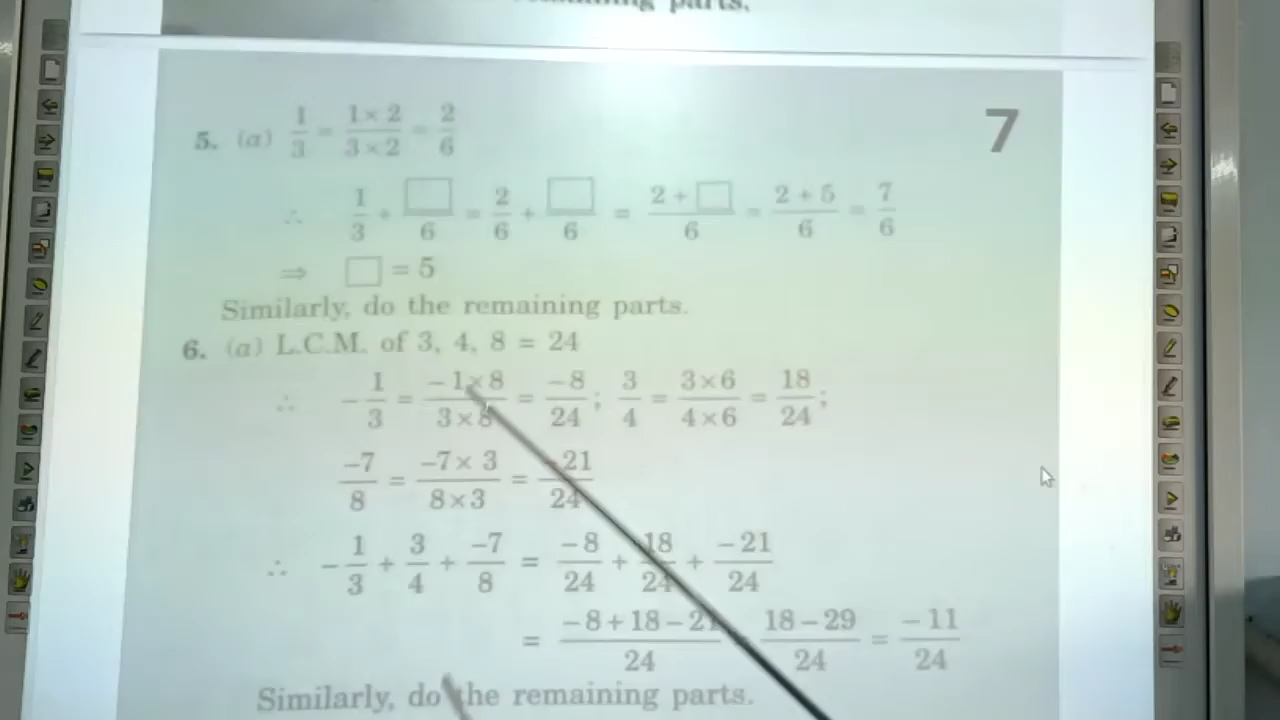 remaining parts.
7
5. (a) 1/3 = 1×2/3×2 = 2/6
∴ 1/3 + □/6 = 2/6 + □/6 = 2+□/6 = 2+5/6 = 7/6
⇒ □ = 5
Similarly, do the remaining parts.
6. (a) L.C.M. of 3, 4, 8 = 24
∴ -1/3 = -1×8/3×8 = -8/24; 3/4 = 3×6/4×6 = 18/24;
-7/8 = -7×3/8×3 = -21/24
∴ -1/3 + 3/4 + -7/8 = -8/24 + 18/24 + -21/24
= -8+18-21/24 = 18-29/24 = -11/24
Similarly, do the remaining parts.